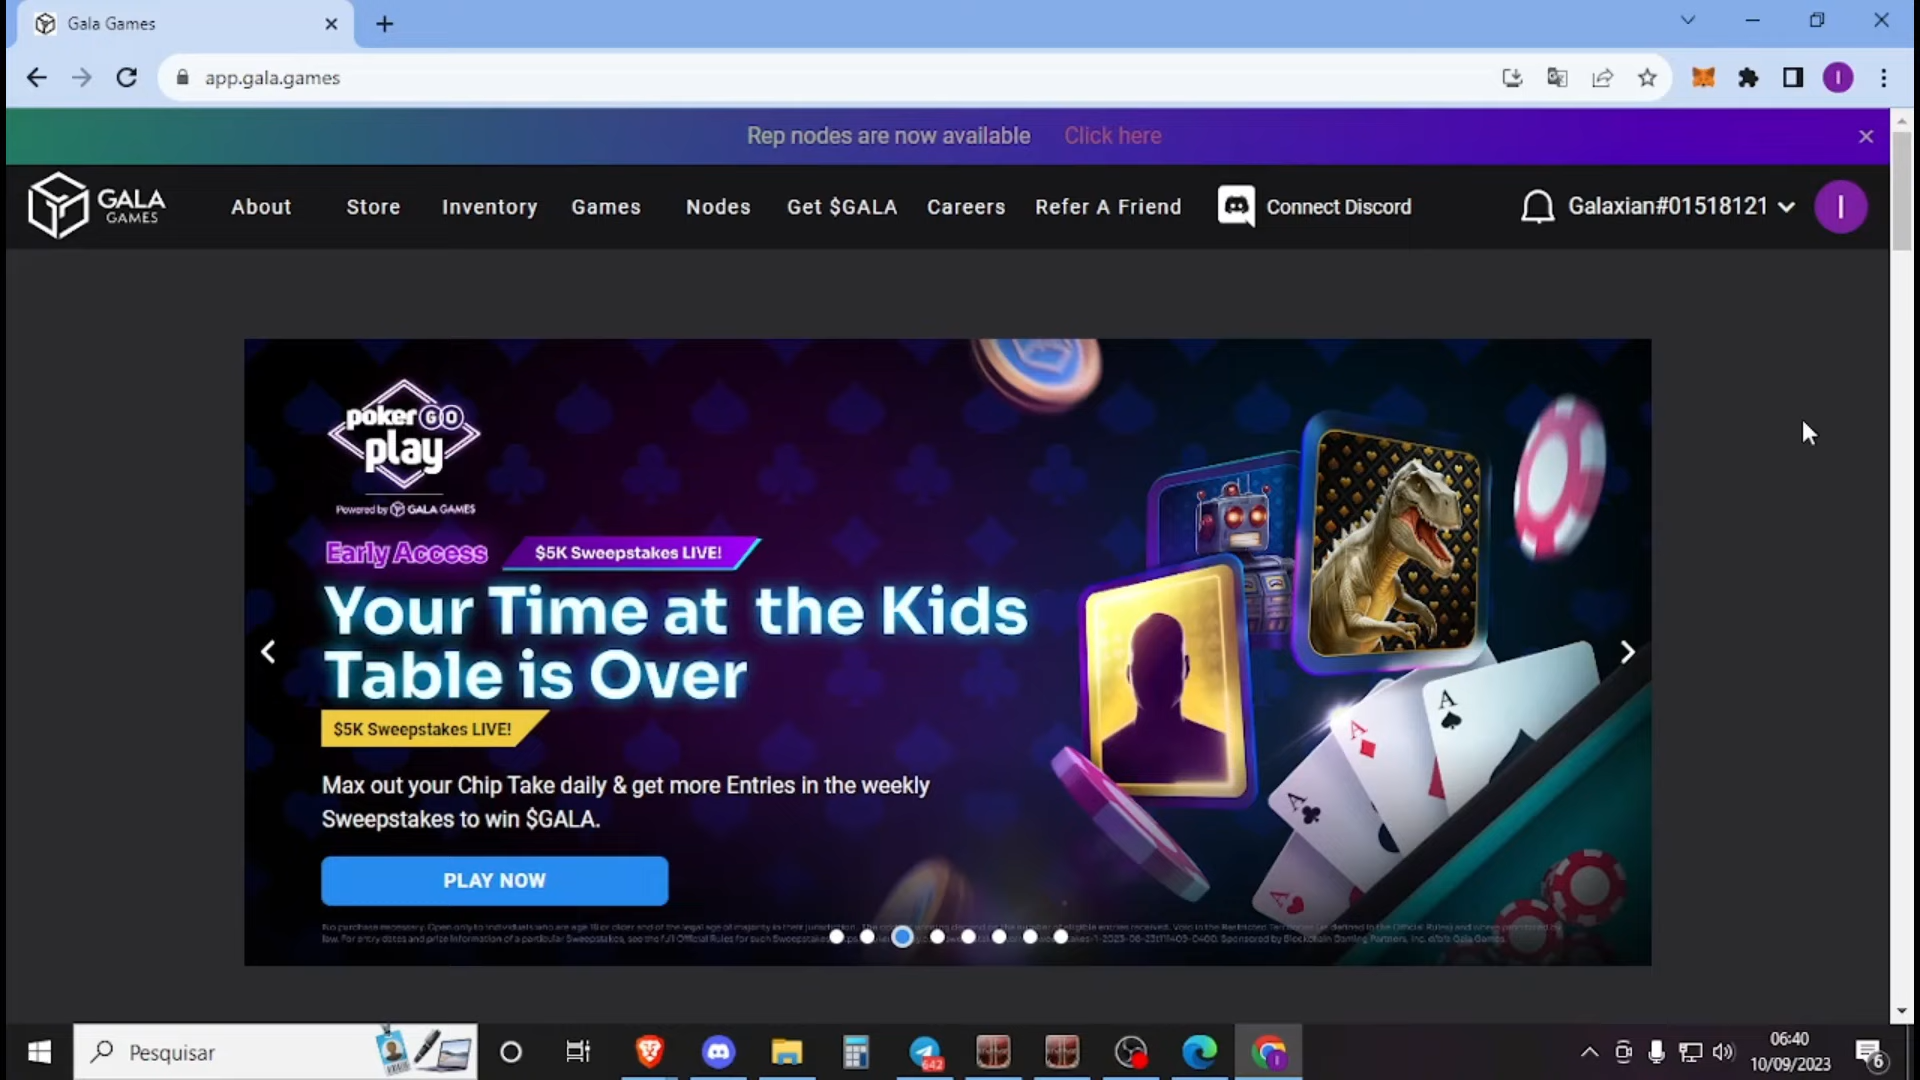 Gala Games
app.gala.games
I
Rep nodes are now available Click here
GALA
GAMES
About Store Inventory Games Nodes Get $GALA Careers Refer A Friend Connect Discord Galaxian#01518121 I
pokerGO
play
Powered by GALA GAMES
Early Access $5K Sweepstakes LIVE!
Your Time at the Kids
Table is Over
$5K Sweepstakes LIVE!
Max out your Chip Take daily & get more Entries in the weekly
Sweepstakes to win $GALA.
PLAY NOW
A
A
A
A
Pesquisar
642
06:40
10/09/2023
6